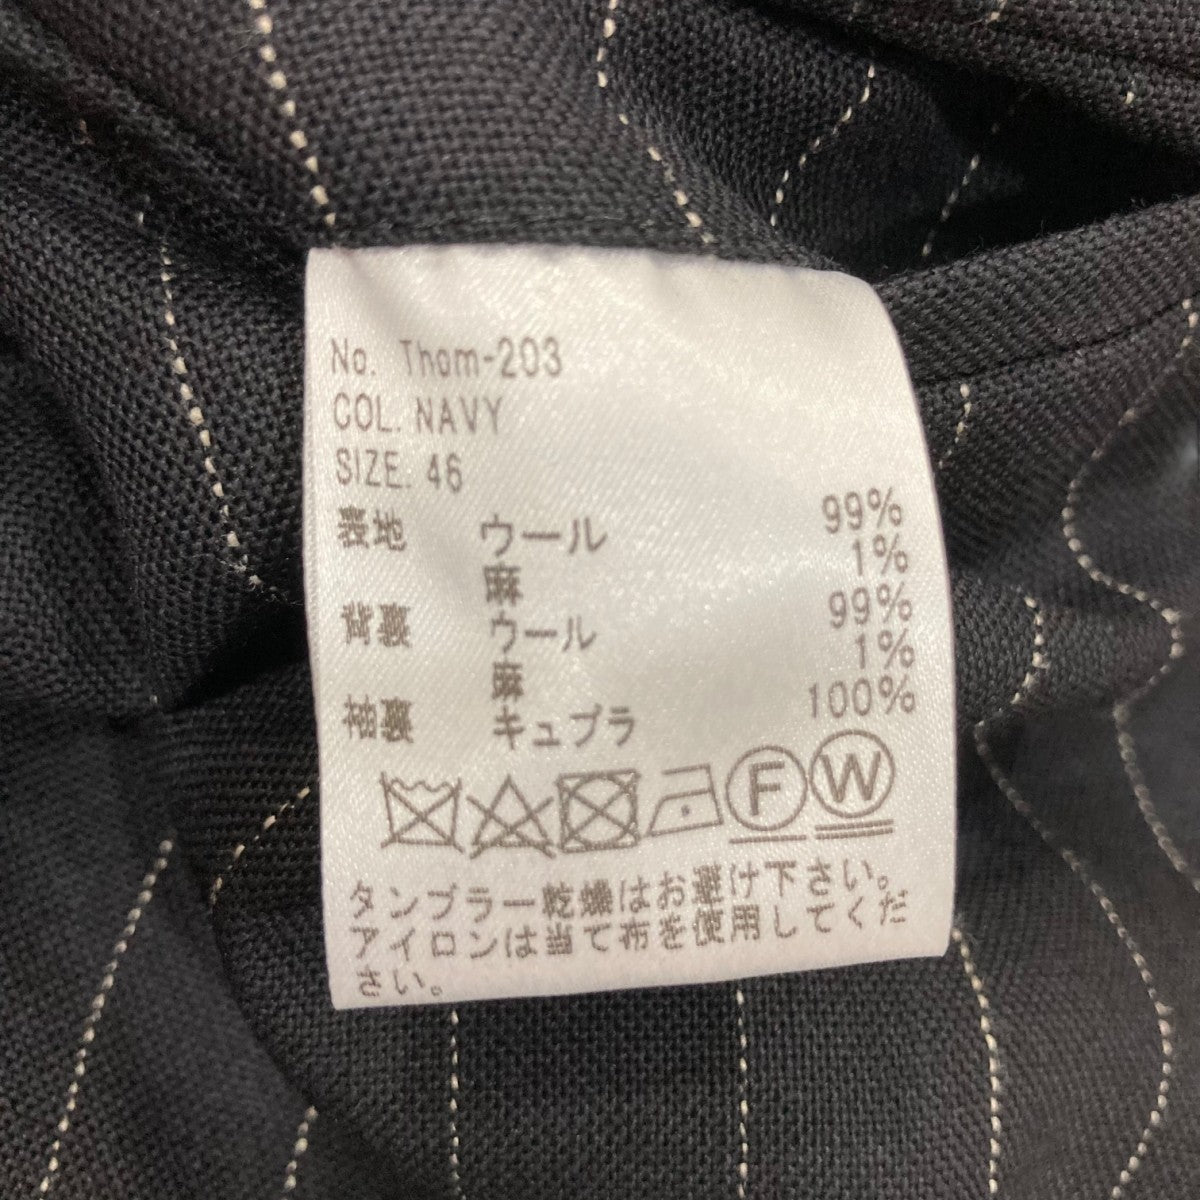 No. Thom-203
COL. NAVY
SIZE. 46
表地 ウール 99%
麻 1%
背裏 ウール 99%
麻 1%
袖裏 キュプラ 100%
F W
タンブラー乾燥はお避け下さい。
アイロンは当て布を使用してくだ
さい。